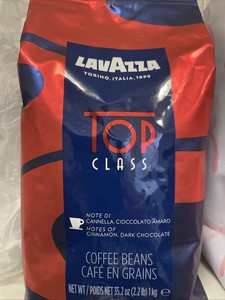 LAVAZZA
TORINO, ITALIA, 1895
TOP
CLASS
NOTE DI
CANNELLA, CIOCCOLATO AMARO
NOTES OF
CINNAMON, DARK CHOCOLATE
COFFEE BEANS
CAFÉ EN GRAINS
NET WT/POIDS NET 35.2 oz (2.2 lb) 1 kg e